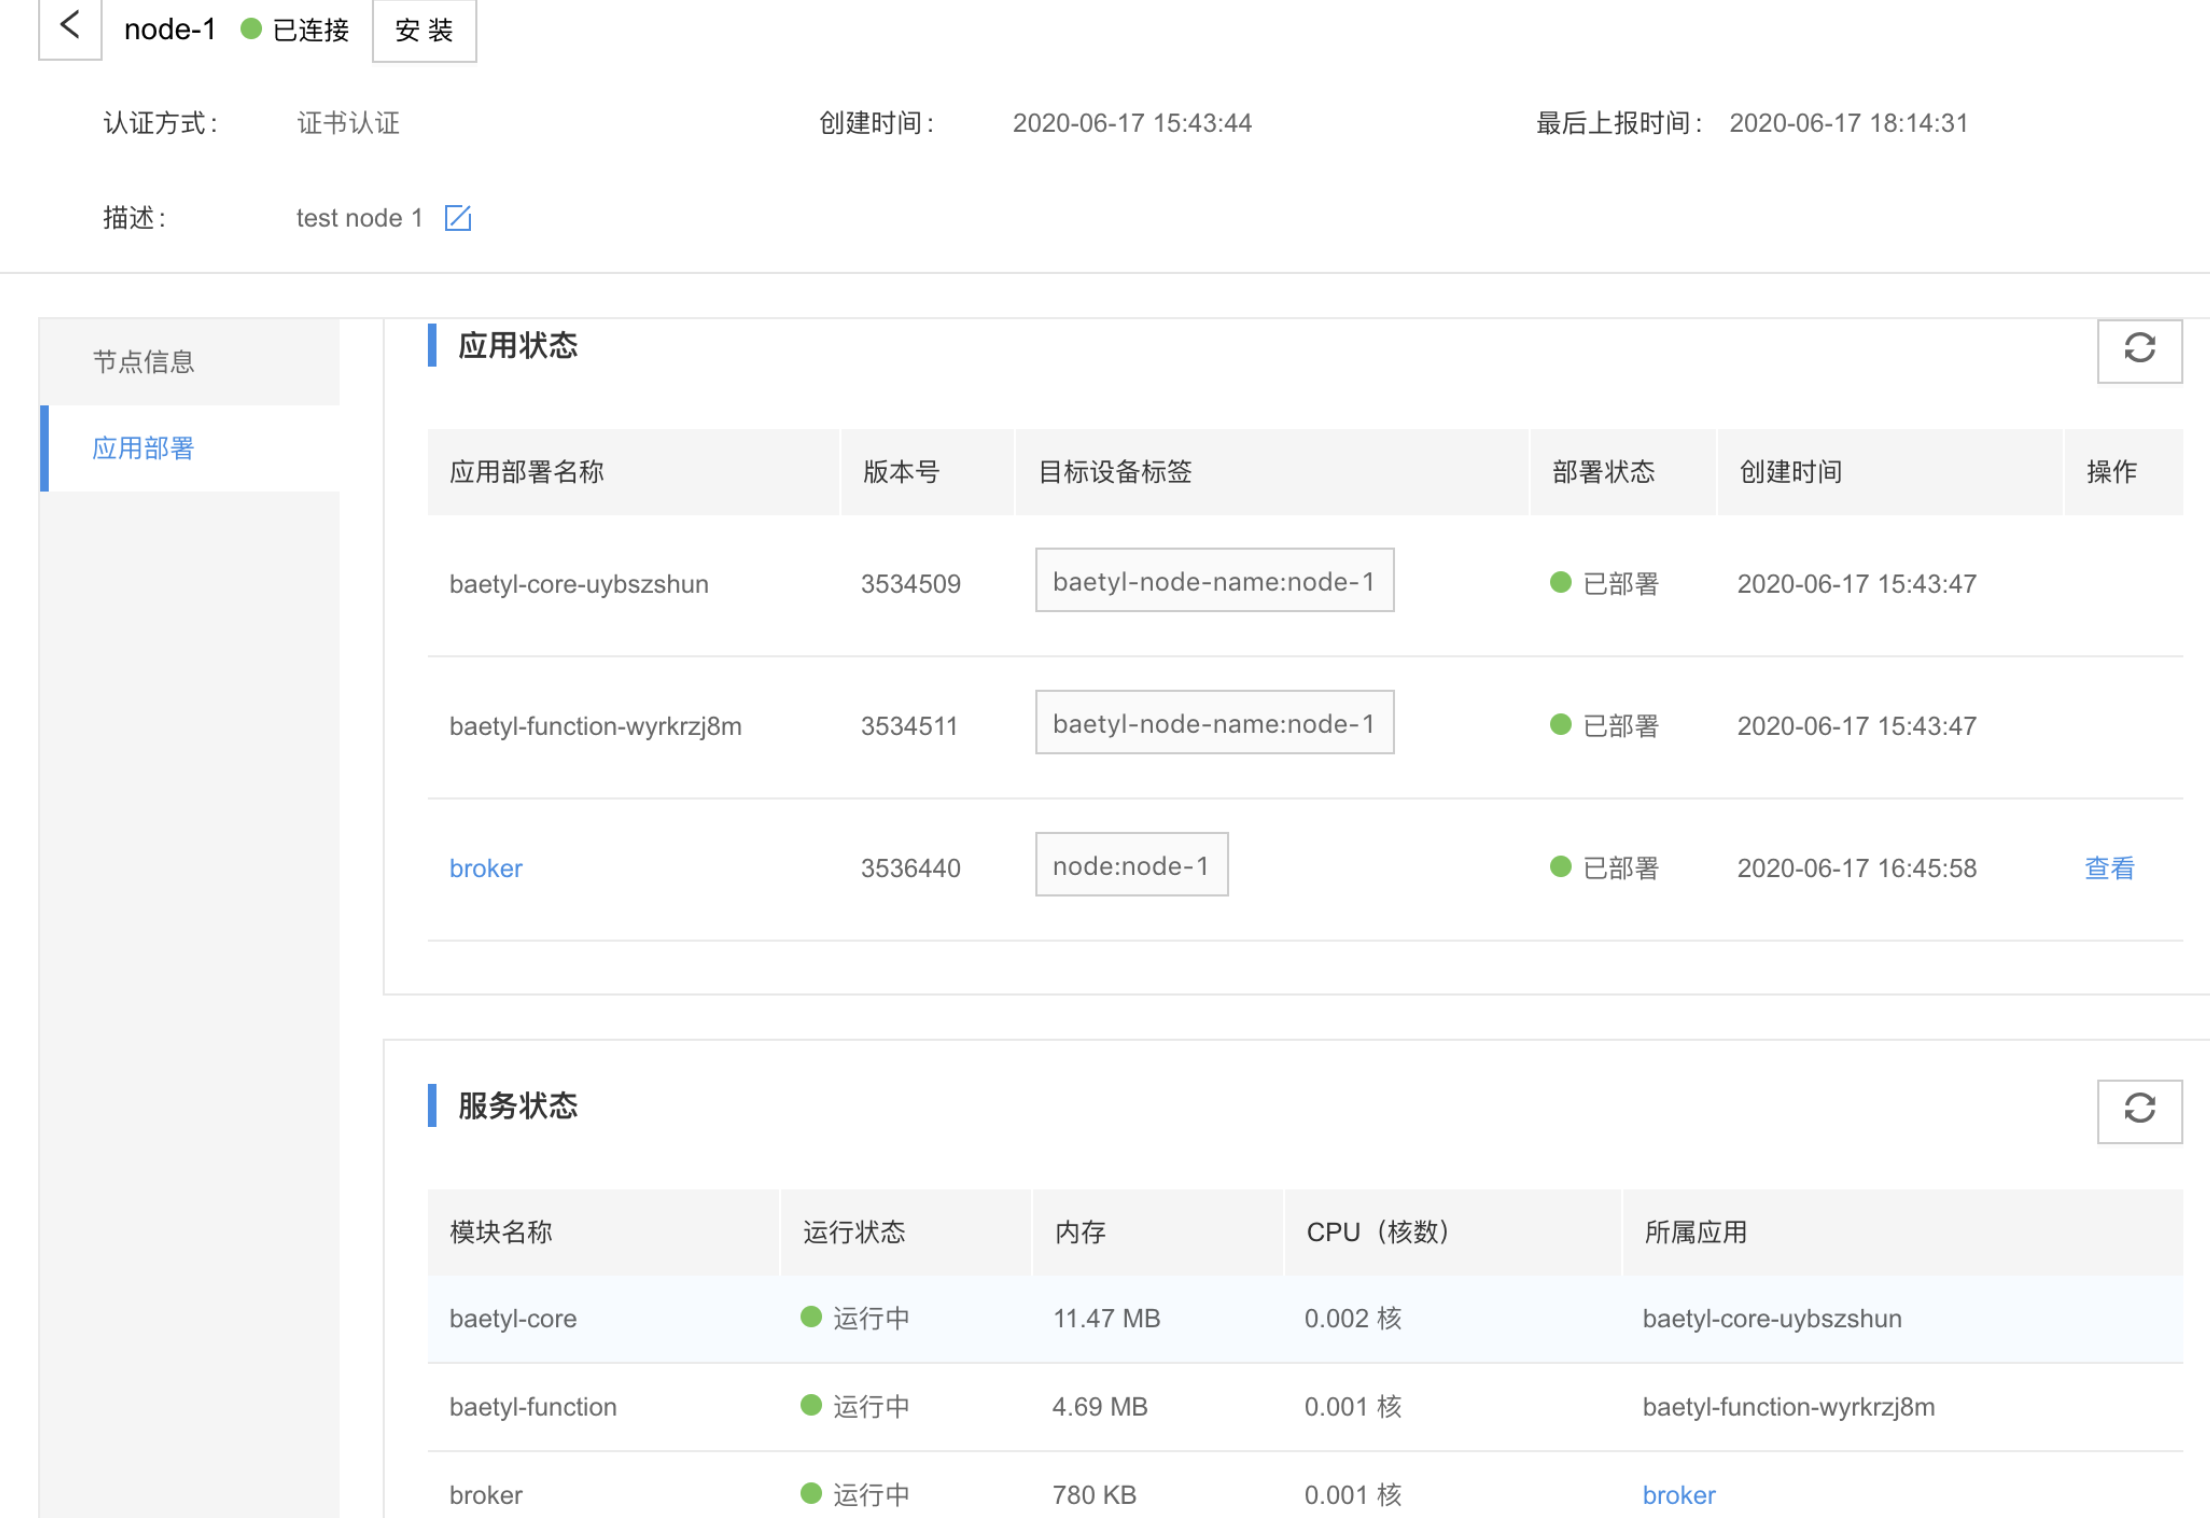 node-1 已连接 安 装
认证方式： 证书认证 创建时间： 2020-06-17 15:43:44 最后上报时间： 2020-06-17 18:14:31
描述： test node 1
节点信息
应用部署
应用状态
应用部署名称 版本号 目标设备标签 部署状态 创建时间 操作
baetyl-core-uybszshun 3534509 baetyl-node-name:node-1 已部署 2020-06-17 15:43:47
baetyl-function-wyrkrzj8m 3534511 baetyl-node-name:node-1 已部署 2020-06-17 15:43:47
broker 3536440 node:node-1 已部署 2020-06-17 16:45:58 查看
服务状态
模块名称 运行状态 内存 CPU（核数） 所属应用
baetyl-core 运行中 11.47 MB 0.002 核 baetyl-core-uybszshun
baetyl-function 运行中 4.69 MB 0.001 核 baetyl-function-wyrkrzj8m
broker 运行中 780 KB 0.001 核 broker